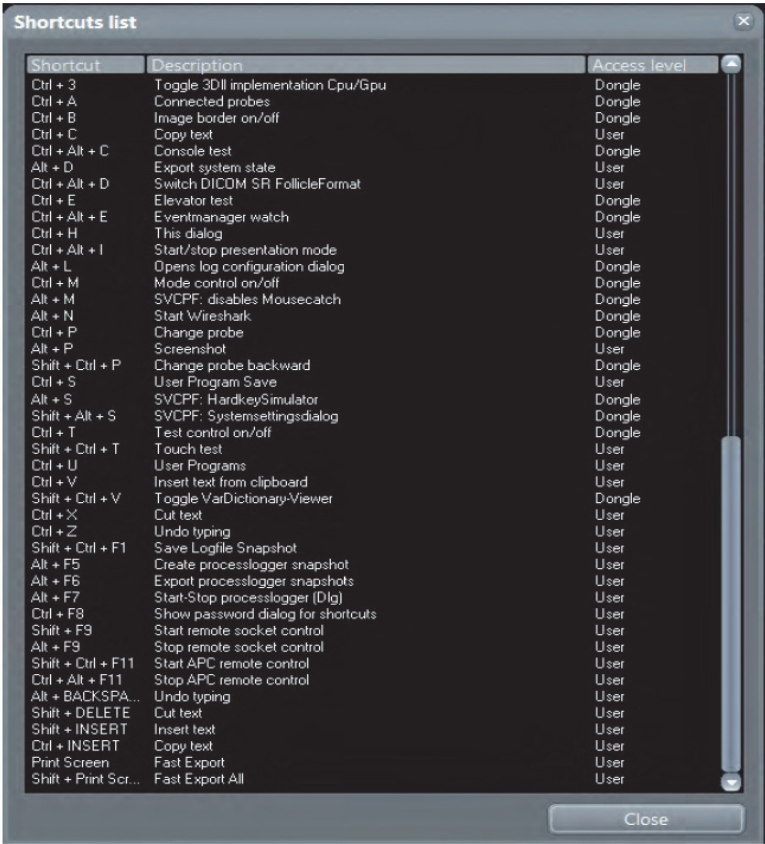 Shortcuts list
Shortcut Description Access level
Ctrl + 3 Toggle 3DII implementation Cpu/Gpu Dongle
Ctrl + A Connected probes Dongle
Ctrl + B Image border on/off Dongle
Ctrl + C Copy text User
Ctrl + Alt + C Console test Dongle
Alt + D Export system state User
Ctrl + Alt + D Switch DICOM SR FollicleFormat User
Ctrl + E Elevator test Dongle
Ctrl + Alt + E Eventmanager watch Dongle
Ctrl + H This dialog User
Ctrl + Alt + I Start/stop presentation mode User
Alt + L Opens log configuration dialog Dongle
Ctrl + M Mode control on/off Dongle
Alt + M SVCPF: disables Mousecatch Dongle
Alt + N Start Wireshark Dongle
Ctrl + P Change probe Dongle
Alt + P Screenshot User
Shift + Ctrl + P Change probe backward Dongle
Ctrl + S User Program Save User
Alt + S SVCPF: HardkeySimulator Dongle
Shift + Alt + S SVCPF: Systemsettingsdialog Dongle
Ctrl + T Test control on/off Dongle
Shift + Ctrl + T Touch test User
Ctrl + U User Programs User
Ctrl + V Insert text from clipboard User
Shift + Ctrl + V Toggle VarDictionary-Viewer Dongle
Ctrl + X Cut text User
Ctrl + Z Undo typing User
Shift + Ctrl + F1 Save Logfile Snapshot User
Alt + F5 Create processlogger snapshot User
Alt + F6 Export processlogger snapshots User
Alt + F7 Start-Stop processlogger (Dlg) User
Ctrl + F8 Show password dialog for shortcuts User
Shift + F9 Start remote socket control User
Alt + F9 Stop remote socket control User
Shift + Ctrl + F11 Start APC remote control User
Ctrl + Alt + F11 Stop APC remote control User
Alt + BACKSPA... Undo typing User
Shift + DELETE Cut text User
Shift + INSERT Insert text User
Ctrl + INSERT Copy text User
Print Screen Fast Export User
Shift + Print Scr... Fast Export All User
Close